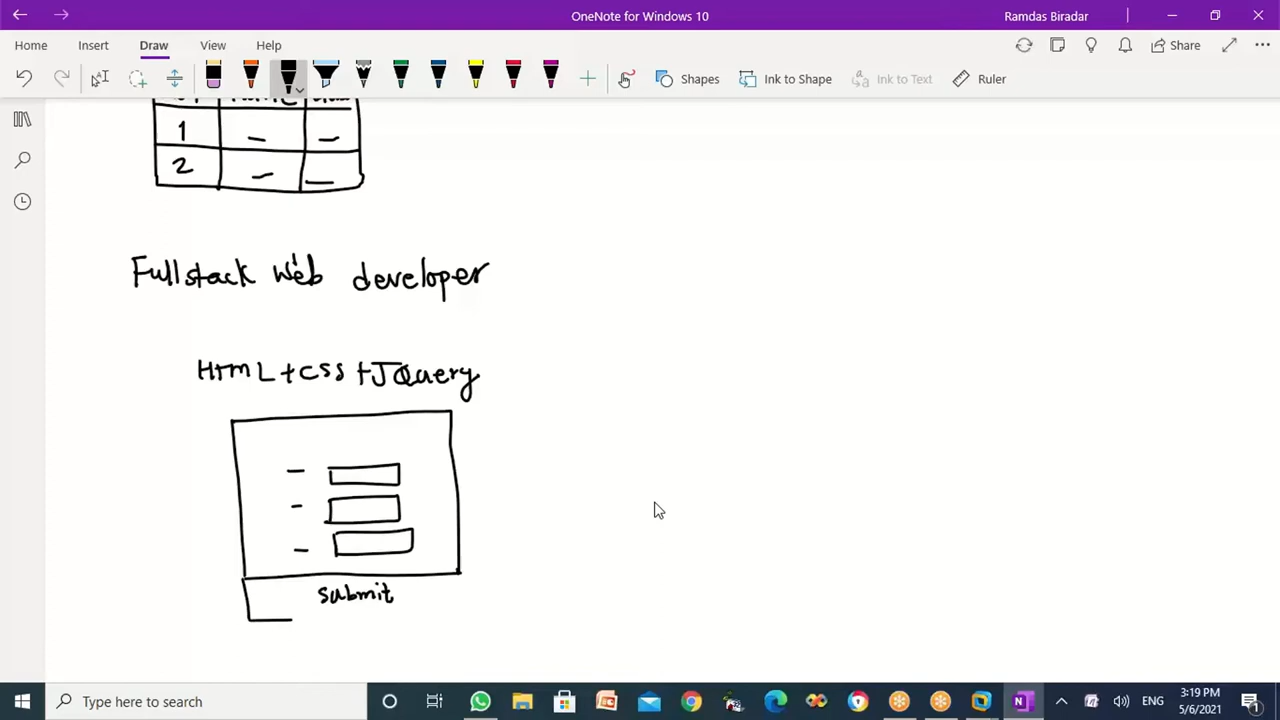 OneNote for Windows 10
Ramdas Biradar
Home Insert Draw View Help
Share
Shapes Ink to Shape Ink to Text Ruler
1
2
Fullstack web developer
HTML+CSS+JQuery
submit
Type here to search
ENG
3:19 PM
5/6/2021